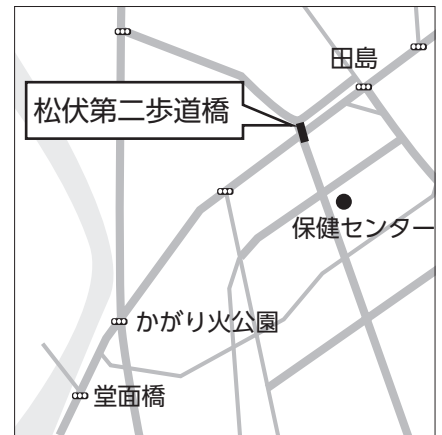 田島
松伏第二歩道橋
保健センター
かがり火公園
堂面橋